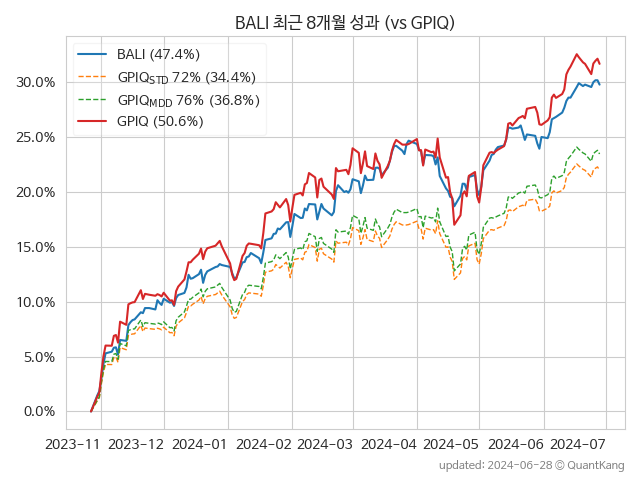 BALI 최근 8개월 성과 (vs GPIQ)
BALI (47.4%)
GPIQSTD 72% (34.4%)
GPIQMDD 76% (36.8%)
GPIQ (50.6%)
30.0%
25.0%
20.0%
15.0%
10.0%
5.0%
0.0%
2023-11 2023-12 2024-01 2024-02 2024-03 2024-04 2024-05 2024-06 2024-07
updated: 2024-06-28 © QuantKang